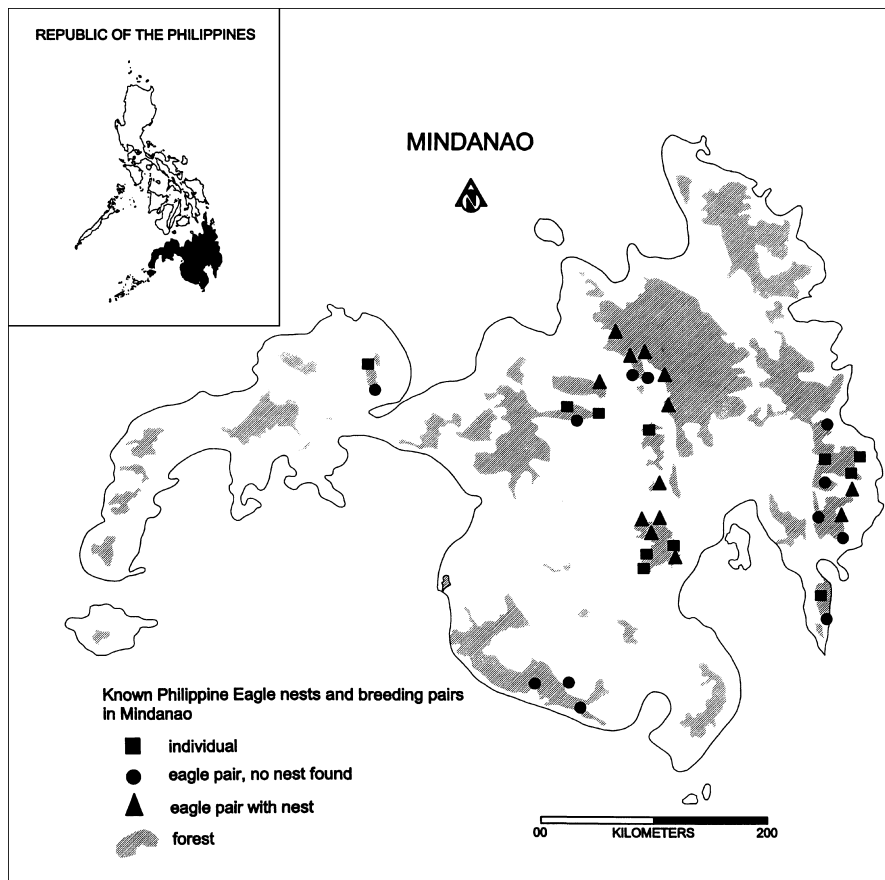 REPUBLIC OF THE PHILIPPINES
MINDANAO
N
Known Philippine Eagle nests and breeding pairs
in Mindanao
individual
eagle pair, no nest found
eagle pair with nest
forest
00 KILOMETERS 200